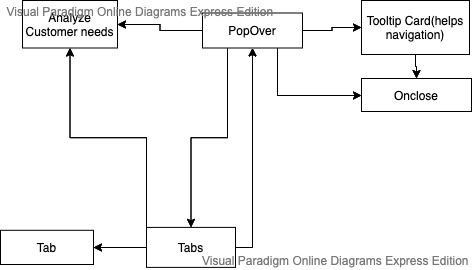 Visual Paradigm Online Diagrams Express Edition
Analyze
Customer needs
PopOver
Tooltip Card(helps
navigation)
Onclose
Tab
Tabs
Visual Paradigm Online Diagrams Express Edition